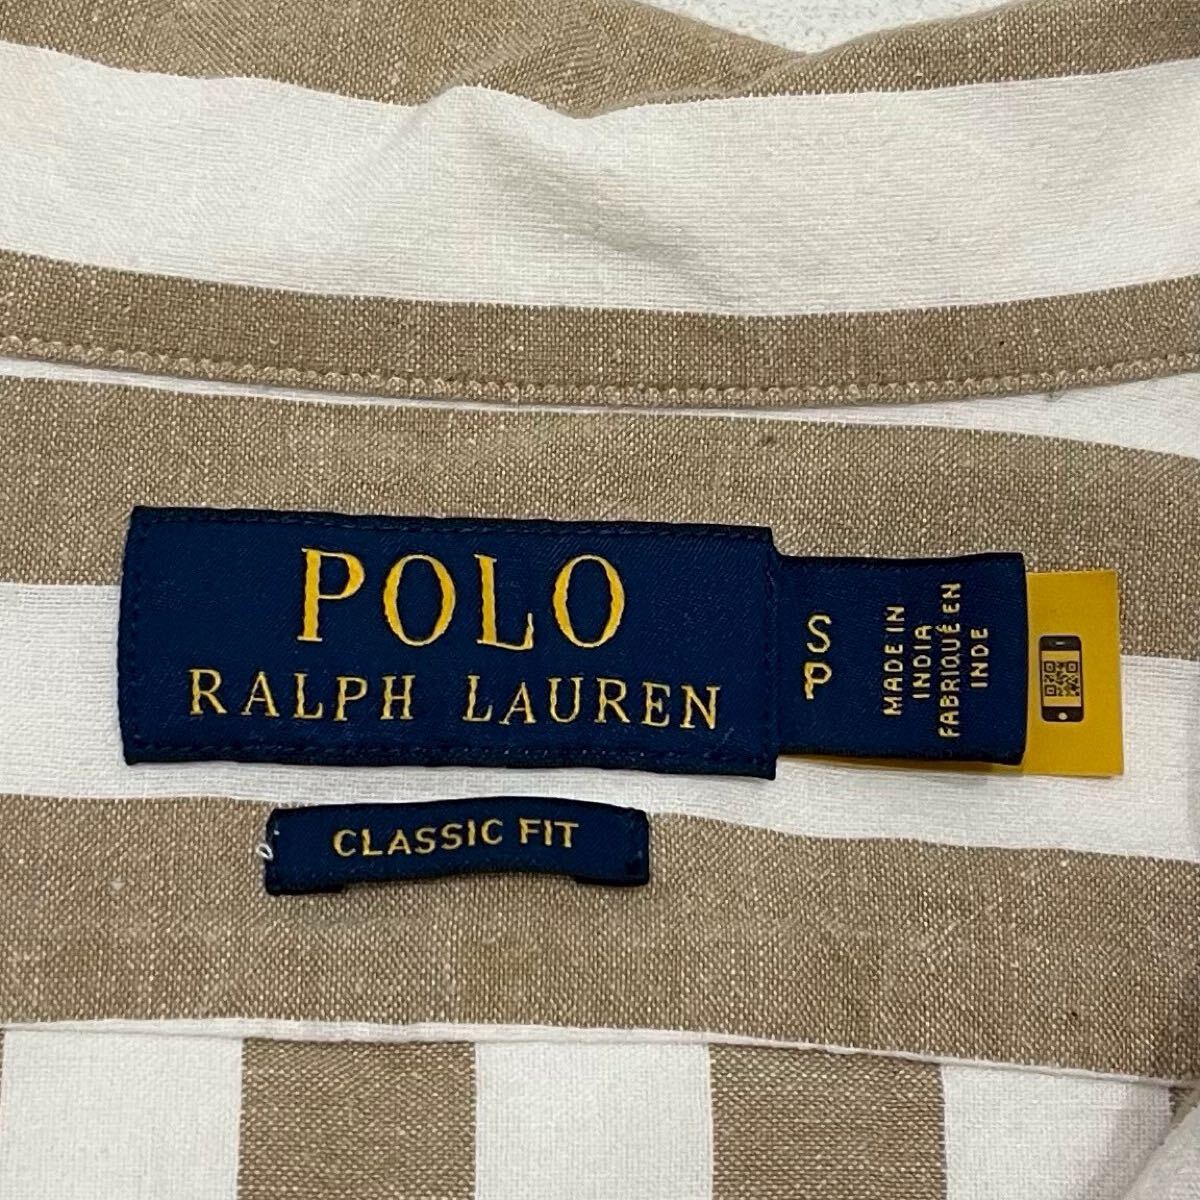 POLO
RALPH LAUREN
S
P
MADE IN
INDIA
FABRIQUÉ EN
INDE
CLASSIC FIT